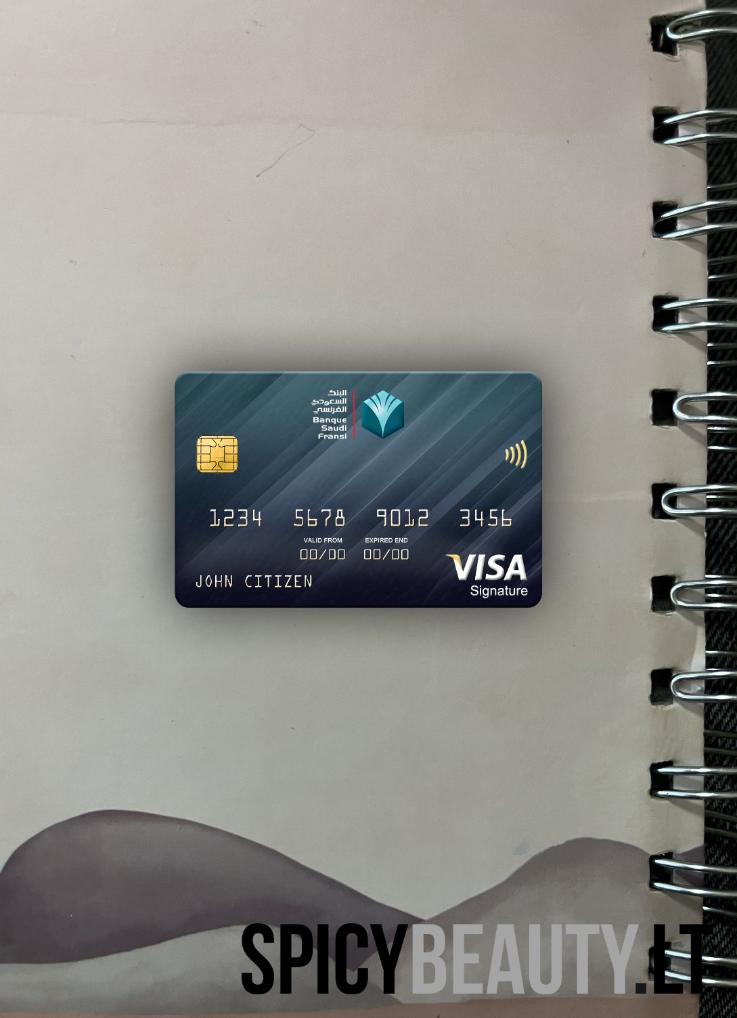 البنك
السعودي
الفرنسي
Banque
Saudi
Fransi
1234 5678 9012 3456
VALID FROM EXPIRED END
00/00 00/00
JOHN CITIZEN
VISA
Signature
SPICYBEAUTY.LT